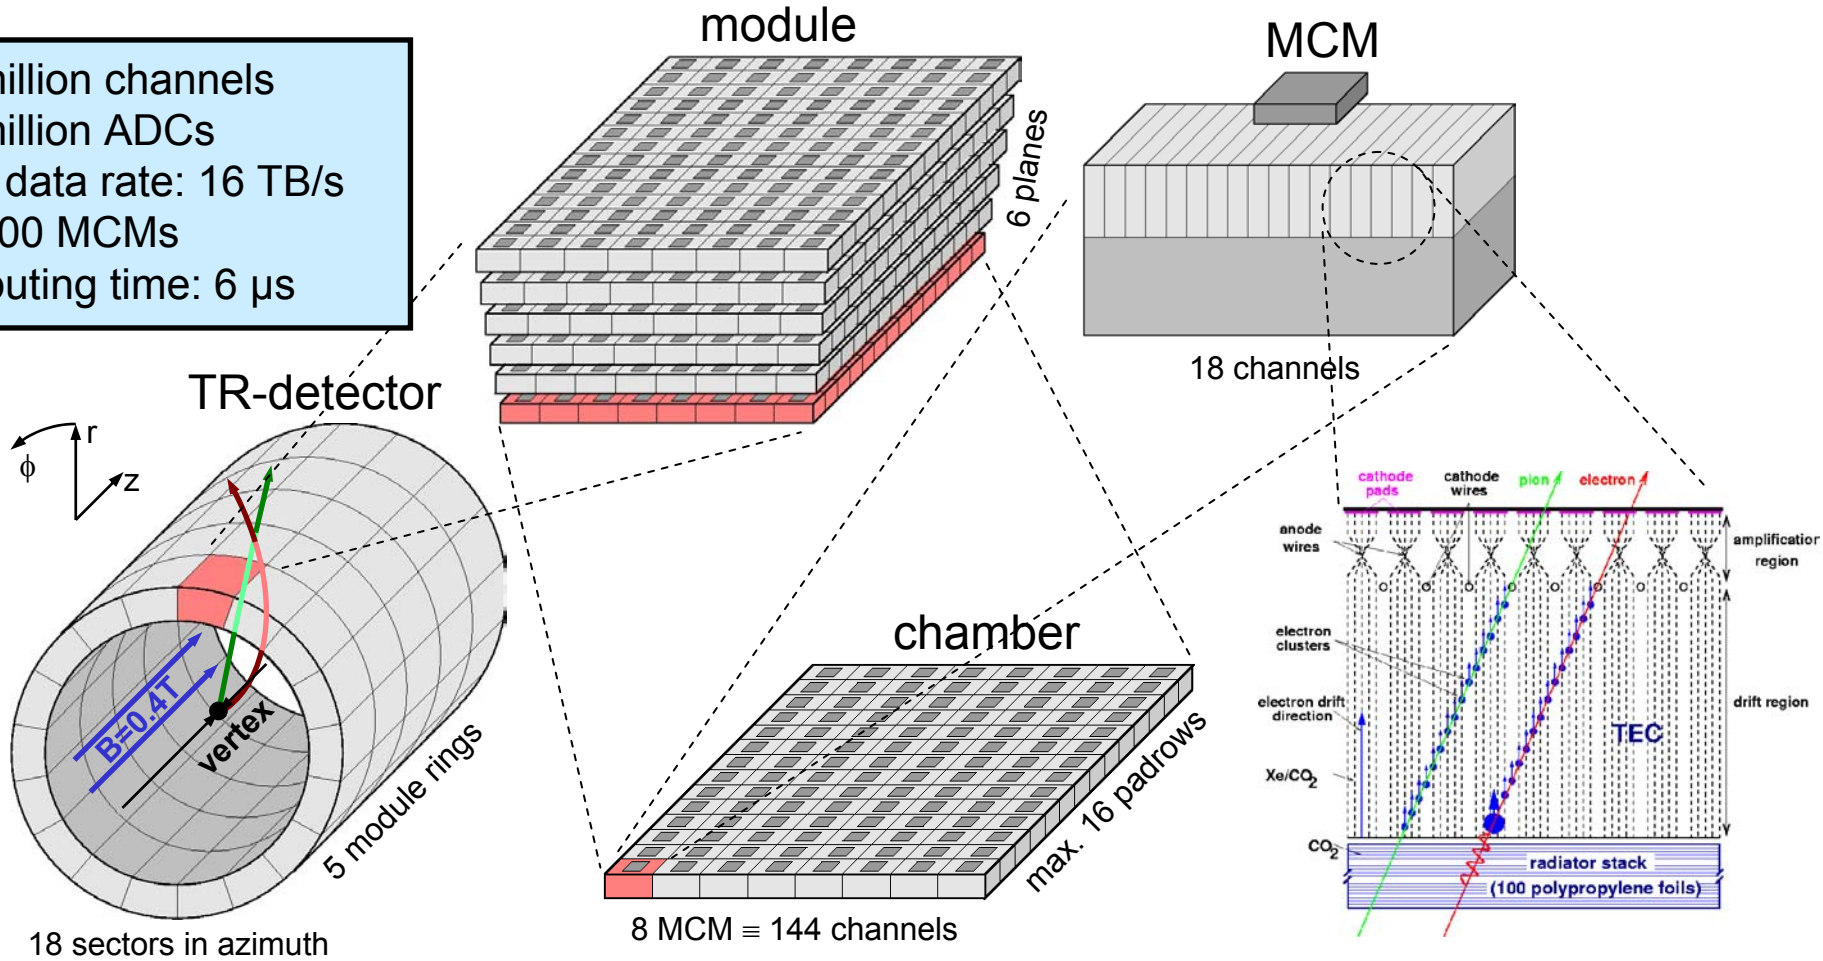 module
MCM
million channels
million ADCs
data rate: 16 TB/s
00 MCMs
time: 6 μs
6 planes
18 channels
TR-detector
r
ϕ
z
B=0.4T
vertex
5 module rings
18 sectors in azimuth
chamber
max. 16 padrows
8 MCM ≡ 144 channels
cathode
pads
cathode
wires
pion
electron
anode
wires
amplification
region
electron
clusters
electron drift
direction
drift region
TEC
Xe/CO2
CO2
radiator stack
(100 polypropylene foils)